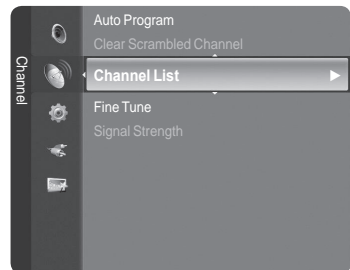 Channel
Auto Program
Clear Scrambled Channel
Channel List
Fine Tune
Signal Strength